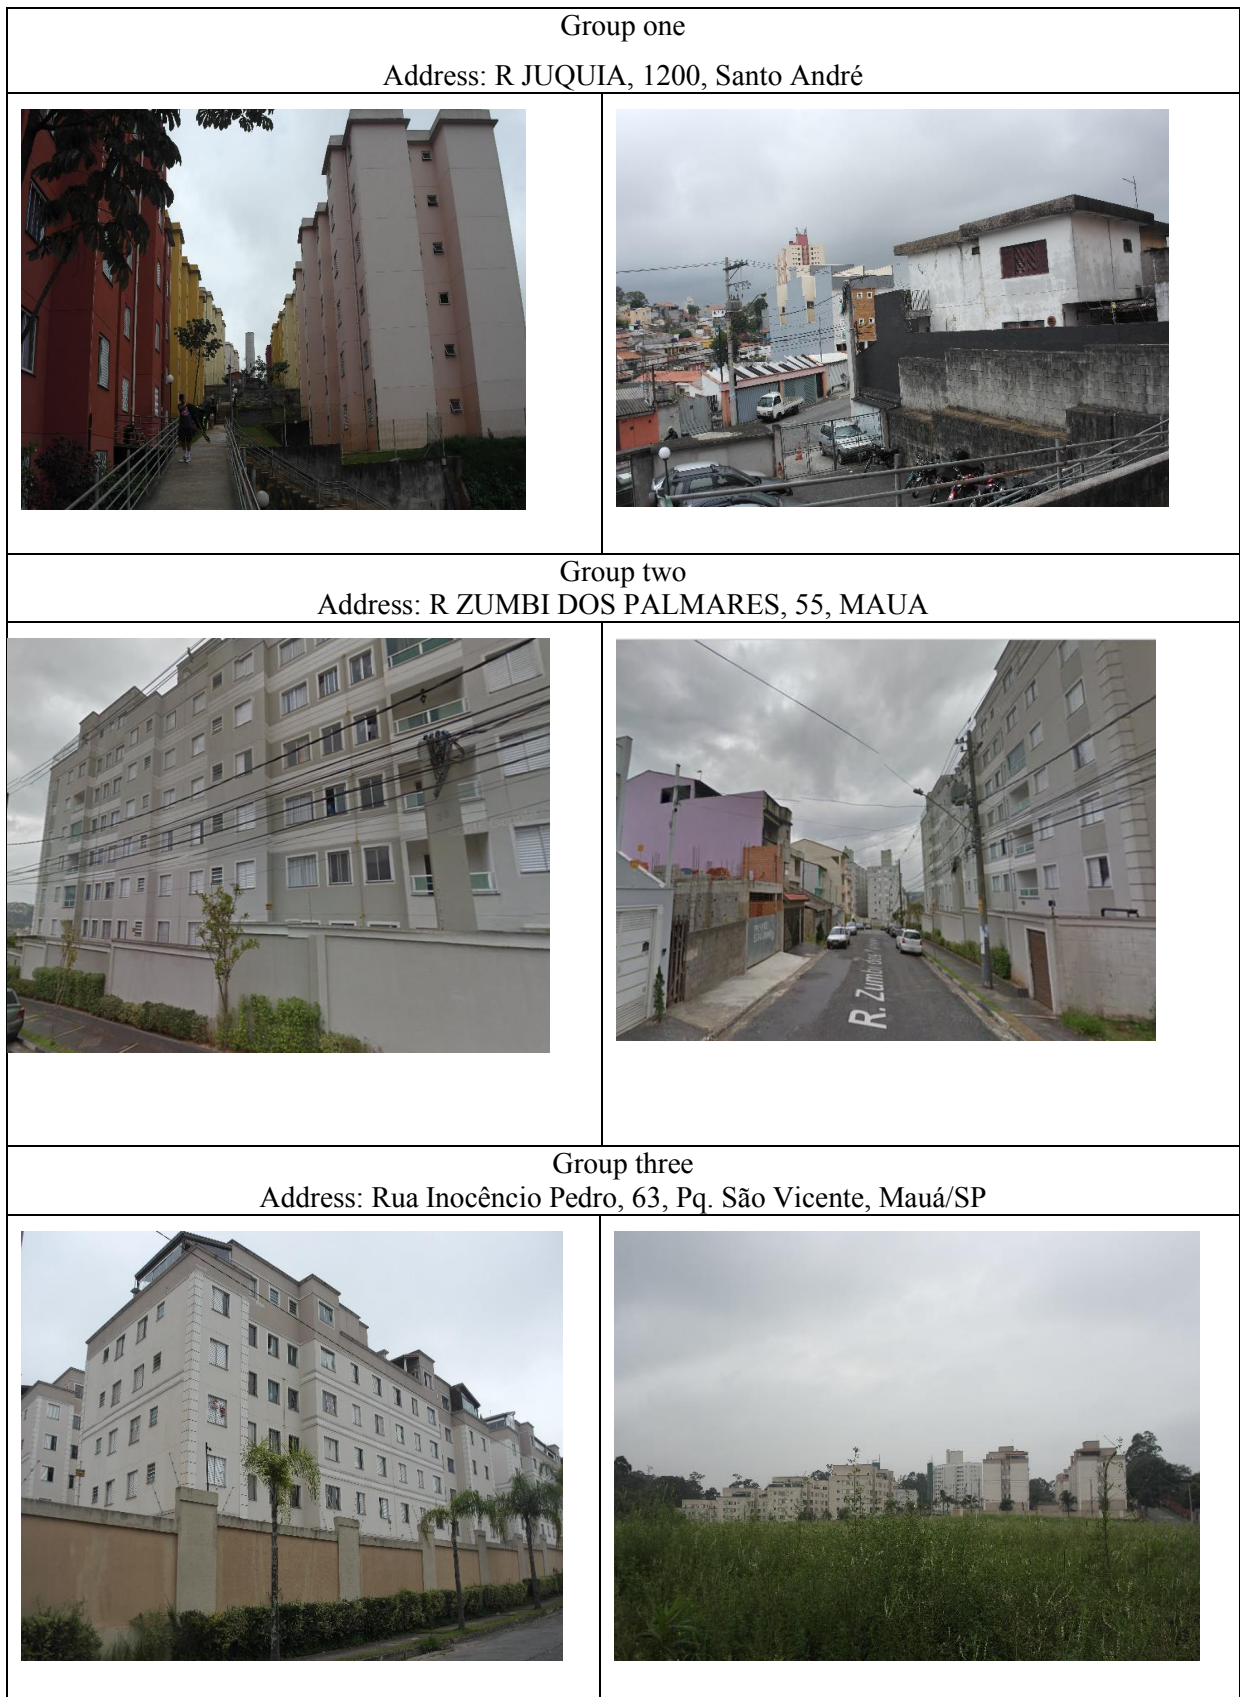 Group one
Address: R JUQUIA, 1200, Santo André
Group two
Address: R ZUMBI DOS PALMARES, 55, MAUA
R. Zumbi dos
Group three
Address: Rua Inocêncio Pedro, 63, Pq. São Vicente, Mauá/SP